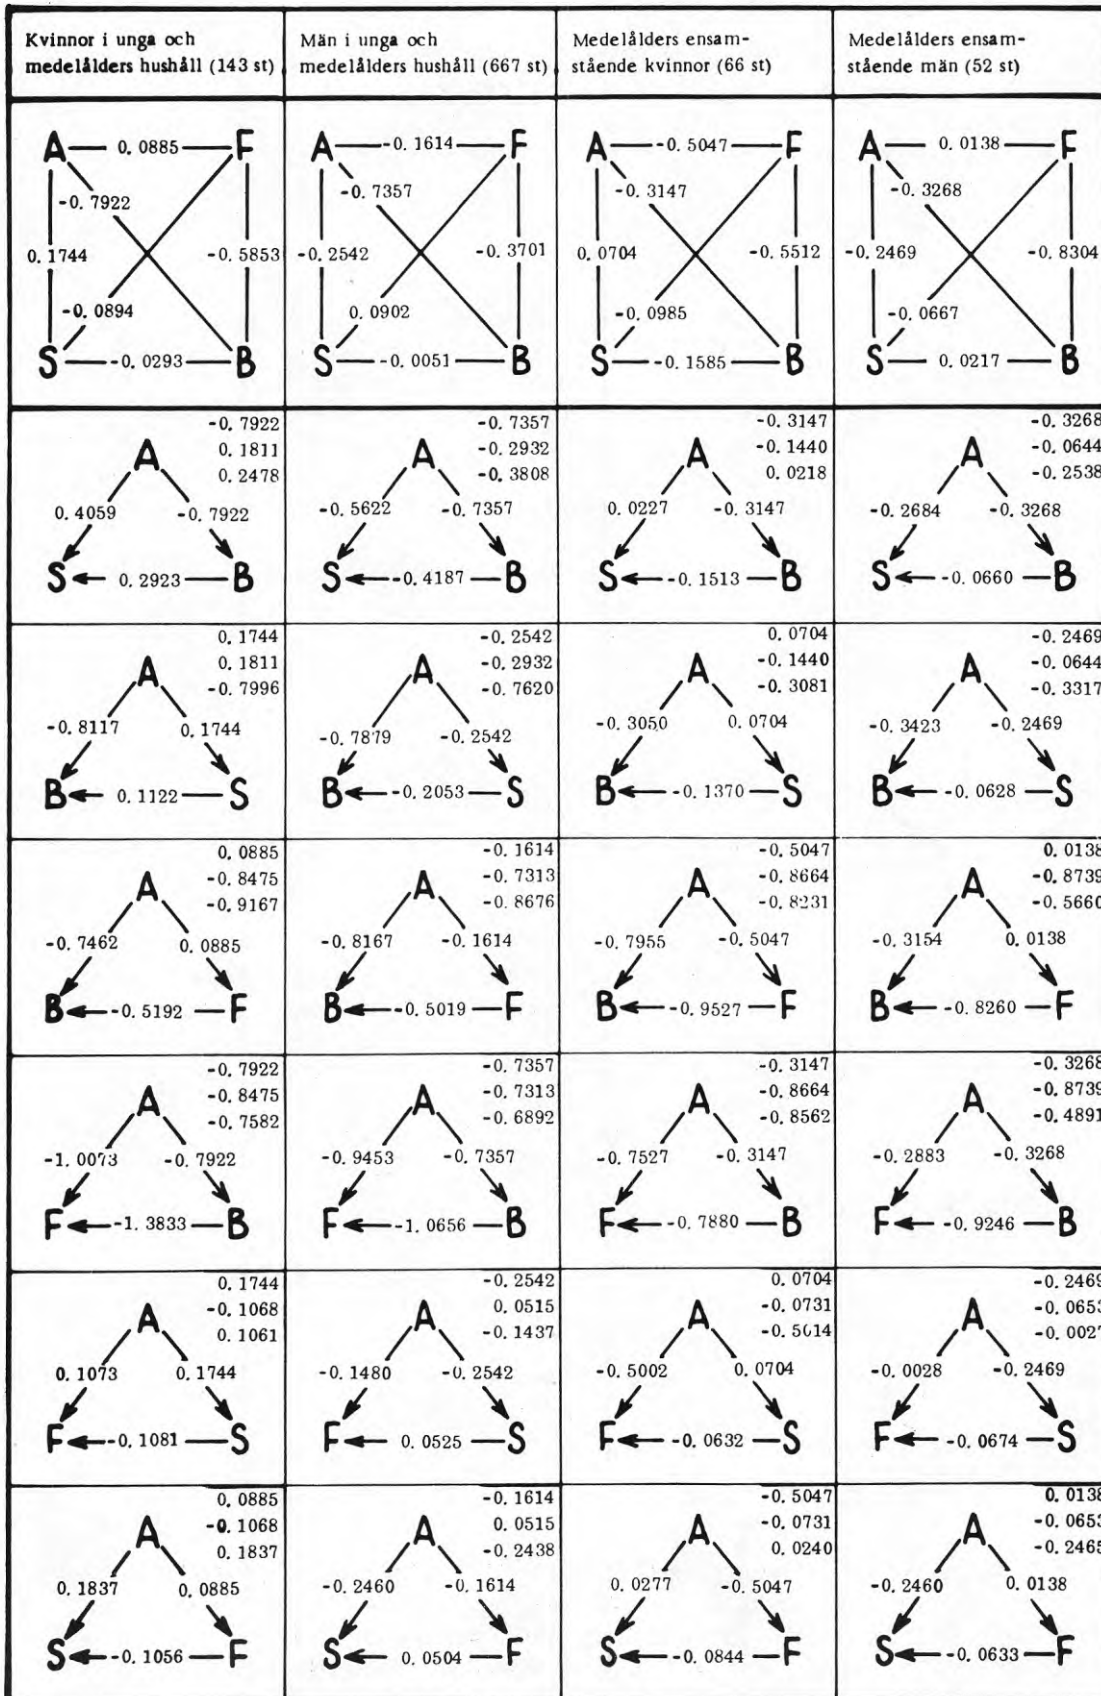 Kvinnor i unga och
medelålders hushåll (143 st)
Män i unga och
medelålders hushåll (667 st)
Medelålders ensam-
stående kvinnor (66 st)
Medelålders ensam-
stående män (52 st)
A 0.0885 F
-0.7922
0.1744 -0.5853
-0.0894
S -0.0293 B
A -0.1614 F
-0.7357
-0.2542 -0.3701
0.0902
S -0.0051 B
A -0.5047 F
-0.3147
0.0704 -0.5512
-0.0985
S -0.1585 B
A 0.0138 F
-0.3268
-0.2469 -0.8304
-0.0667
S 0.0217 B
-0.7922
A 0.1811
0.2478
0.4059 -0.7922
S 0.2923 B
-0.7357
A -0.2932
-0.3808
-0.5622 -0.7357
S -0.4187 B
-0.3147
A -0.1440
0.0218
0.0227 -0.3147
S -0.1513 B
-0.3268
A -0.0644
-0.2538
-0.2684 -0.3268
S -0.0660 B
0.1744
A 0.1811
-0.7996
-0.8117 0.1744
B 0.1122 S
-0.2542
A -0.2932
-0.7620
-0.7879 -0.2542
B -0.2053 S
0.0704
A -0.1440
-0.3081
-0.3050 0.0704
B -0.1370 S
-0.2469
A -0.0644
-0.3317
-0.3423 -0.2469
B -0.0628 S
0.0885
A -0.8475
-0.9167
-0.7462 0.0885
B -0.5192 F
-0.1614
A -0.7313
-0.8676
-0.8167 -0.1614
B -0.5019 F
-0.5047
A -0.8664
-0.8231
-0.7955 -0.5047
B -0.9527 F
0.0138
A -0.8739
-0.5660
-0.3154 0.0138
B -0.8260 F
-0.7922
A -0.8475
-0.7582
-1.0073 -0.7922
F -1.3833 B
-0.7357
A -0.7313
-0.6892
-0.9453 -0.7357
F -1.0656 B
-0.3147
A -0.8664
-0.8562
-0.7527 -0.3147
F -0.7880 B
-0.3268
A -0.8739
-0.4891
-0.2883 -0.3268
F -0.9246 B
0.1744
A -0.1068
0.1061
0.1073 0.1744
F -0.1081 S
-0.2542
A 0.0515
-0.1437
-0.1480 -0.2542
F 0.0525 S
0.0704
A -0.0731
-0.5014
-0.5002 0.0704
F -0.0632 S
-0.2469
A -0.0653
-0.0027
-0.0028 -0.2469
F -0.0674 S
0.0885
A -0.1068
0.1837
0.1837 0.0885
S -0.1056 F
-0.1614
A 0.0515
-0.2438
-0.2460 -0.1614
S 0.0504 F
-0.5047
A -0.0731
0.0240
0.0277 -0.5047
S -0.0844 F
0.0138
A -0.0653
-0.2465
-0.2460 0.0138
S -0.0633 F